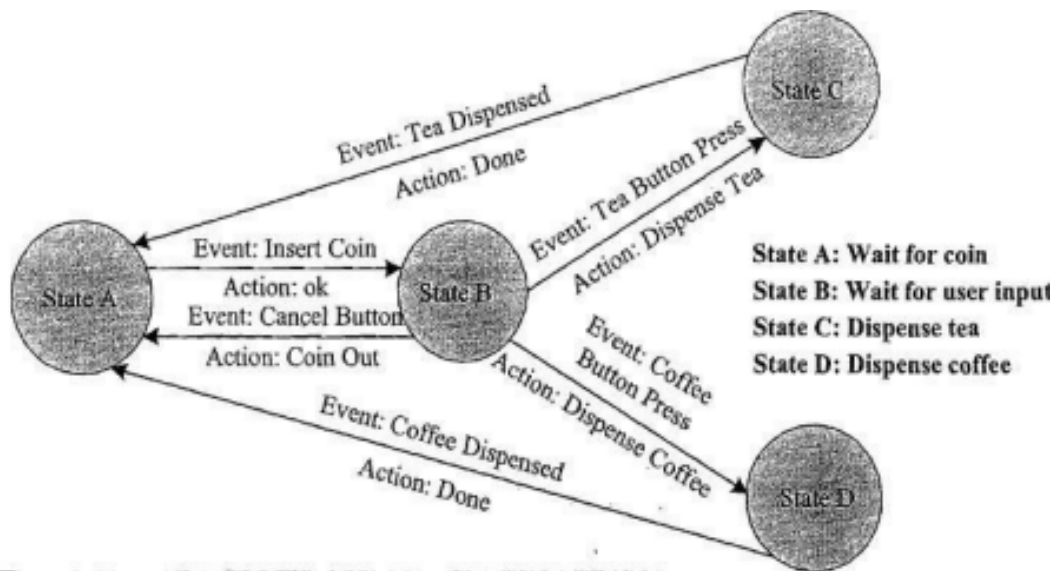 State C
Event: Tea Dispensed
Action: Done
Event: Tea Button Press
Action: Dispense Tea
State A
Event: Insert Coin
Action: ok
Event: Cancel Button
Action: Coin Out
State B
State A: Wait for coin
State B: Wait for user input
State C: Dispense tea
State D: Dispense coffee
Event: Coffee
Button Press
Action: Dispense Coffee
Event: Coffee Dispensed
Action: Done
State D